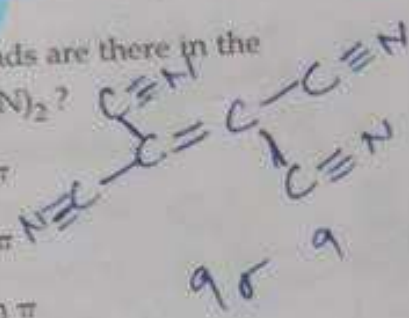 ds are there in the
N)₂?
C≡N
C-C≡N
C=
N≡C
C≡N
π
π
π
9σ 9